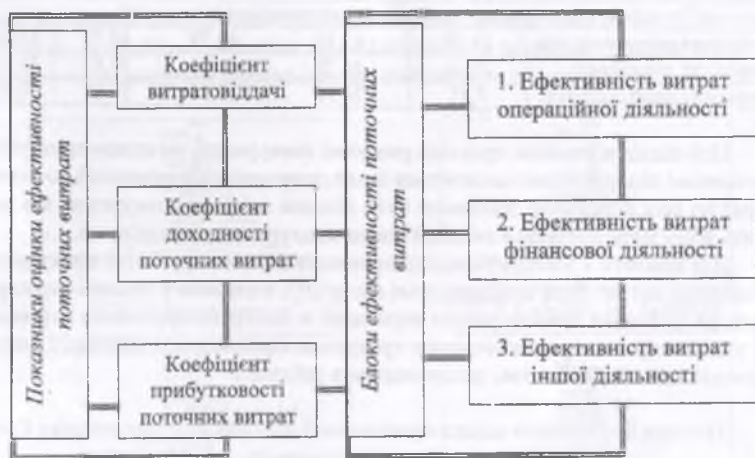 Показники оцінки ефективності
поточних витрат
Коефіцієнт
витратовіддачі
Коефіцієнт
доходності
поточних витрат
Коефіцієнт
прибутковості
поточних витрат
Блоки ефективності поточних
витрат
1. Ефективність витрат
операційної діяльності
2. Ефективність витрат
фінансової діяльності
3. Ефективність витрат
іншої діяльності